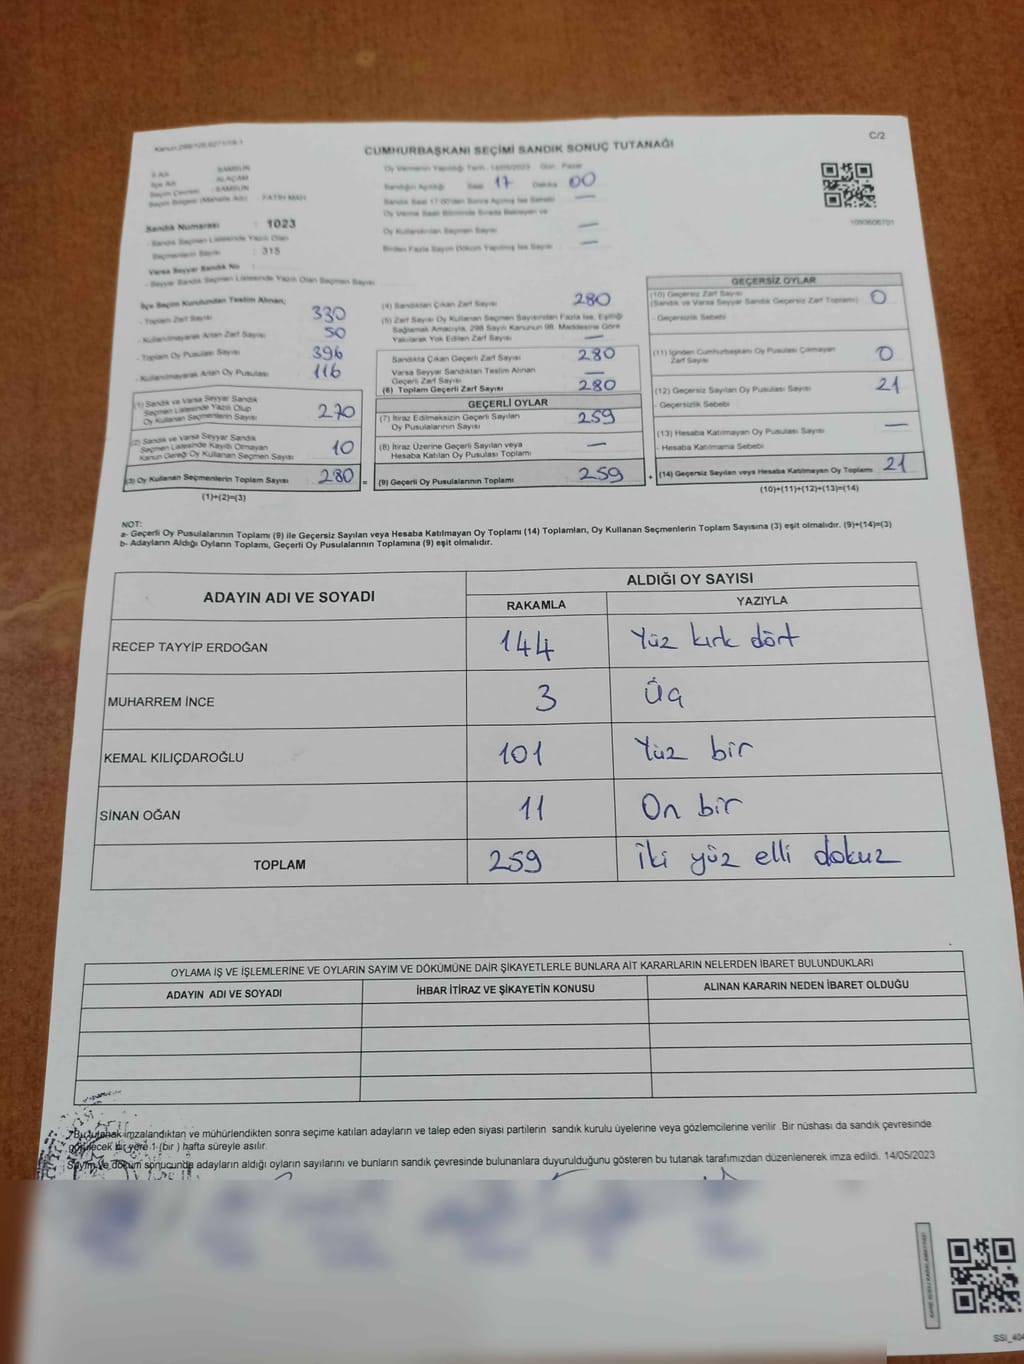 Kanun:298/126,6271/19-1
C/2
CUMHURBAŞKANI SEÇİMİ SANDIK SONUÇ TUTANAĞI
İl Adı : SAMSUN
İlçe Adı : ALAÇAM
Seçim Çevresi : SAMSUN
Seçim Bölgesi (Mahalle Adı) : FATİH MAH
Sandık Numarası : 1023
- Sandık Seçmen Listesinde Yazılı Olan
Seçmenlerin Sayısı : 315
Varsa Seyyar Sandık No :
- Seyyar Sandık Seçmen Listesinde Yazılı Olan Seçmen Sayısı
Oy Vermenin Yapıldığı Tarih : 14/05/2023 Gün : Pazar
Sandığın Açıldığı Saat 17 Dakika 00
Sandık Saat 17:00'den Sonra Açılmış İse Sebebi —
Oy Verme Saati Bitiminde Sırada Bekleyen ve
Oy Kullandırılan Seçmen Sayısı —
Birden Fazla Sayım Döküm Yapılmış İse Sayısı —
1093606701
İlçe Seçim Kurulundan Teslim Alınan;
- Toplam Zarf Sayısı 330
- Kullanılmayarak Artan Zarf Sayısı 50
- Toplam Oy Pusulası Sayısı 396
- Kullanılmayarak Artan Oy Pusulası 116
(1) Sandık ve Varsa Seyyar Sandık
Seçmen Listesinde Yazılı Olup
Oy Kullanan Seçmenlerin Sayısı 270
(2) Sandık ve Varsa Seyyar Sandık
Seçmen Listesinde Kayıtlı Olmayan
Kanun Gereği Oy Kullanan Seçmen Sayısı 10
(3) Oy Kullanan Seçmenlerin Toplam Sayısı 280 =
(1)+(2)=(3)
(4) Sandıktan Çıkan Zarf Sayısı 280
(5) Zarf Sayısı Oy Kullanan Seçmen Sayısından Fazla İse, Eşitliği
Sağlamak Amacıyla, 298 Sayılı Kanunun 98. Maddesine Göre
Yakılarak Yok Edilen Zarf Sayısı —
Sandıkta Çıkan Geçerli Zarf Sayısı 280
Varsa Seyyar Sandıktan Teslim Alınan
Geçerli Zarf Sayısı —
(6) Toplam Geçerli Zarf Sayısı 280
GEÇERLİ OYLAR
(7) İtiraz Edilmeksizin Geçerli Sayılan
Oy Pusulalarının Sayısı 259
(8) İtiraz Üzerine Geçerli Sayılan veya
Hesaba Katılan Oy Pusulası Toplamı —
(9) Geçerli Oy Pusulalarının Toplamı 259 +
GEÇERSİZ OYLAR
(10) Geçersiz Zarf Sayısı
(Sandık ve Varsa Seyyar Sandık Geçersiz Zarf Toplamı) 0
- Geçersizlik Sebebi
(11) İçinden Cumhurbaşkanı Oy Pusulası Çıkmayan
Zarf Sayısı 0
(12) Geçersiz Sayılan Oy Pusulası Sayısı 21
- Geçersizlik Sebebi
(13) Hesaba Katılmayan Oy Pusulası Sayısı —
- Hesaba Katılmama Sebebi
(14) Geçersiz Sayılan veya Hesaba Katılmayan Oy Toplamı 21
(10)+(11)+(12)+(13)=(14)
NOT:
a- Geçerli Oy Pusulalarının Toplamı (9) ile Geçersiz Sayılan veya Hesaba Katılmayan Oy Toplamı (14) Toplamları, Oy Kullanan Seçmenlerin Toplam Sayısına (3) eşit olmalıdır. (9)+(14)=(3)
b- Adayların Aldığı Oyların Toplamı, Geçerli Oy Pusulalarının Toplamına (9) eşit olmalıdır.
ADAYIN ADI VE SOYADI
ALDIĞI OY SAYISI
RAKAMLA YAZIYLA
RECEP TAYYİP ERDOĞAN 144 Yüz kırk dört
MUHARREM İNCE 3 Üç
KEMAL KILIÇDAROĞLU 101 Yüz bir
SİNAN OĞAN 11 On bir
TOPLAM 259 İki yüz elli dokuz
OYLAMA İŞ VE İŞLEMLERİNE VE OYLARIN SAYIM VE DÖKÜMÜNE DAİR ŞİKAYETLERLE BUNLARA AİT KARARLARIN NELERDEN İBARET BULUNDUKLARI
ADAYIN ADI VE SOYADI İHBAR İTİRAZ VE ŞİKAYETİN KONUSU ALINAN KARARIN NEDEN İBARET OLDUĞU
Bu tutanak imzalandıktan ve mühürlendikten sonra seçime katılan adayların ve talep eden siyasi partilerin sandık kurulu üyelerine veya gözlemcilerine verilir. Bir nüshası da sandık çevresinde
görülecek bir yere 1 (bir ) hafta süreyle asılır.
Sayım ve döküm sonucunda adayların aldığı oyların sayılarını ve bunların sandık çevresinde bulunanlara duyurulduğunu gösteren bu tutanak tarafımızdan düzenlenerek imza edildi. 14/05/2023